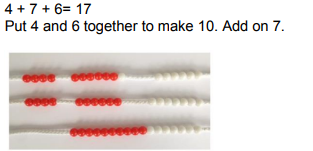 4 + 7 + 6= 17
Put 4 and 6 together to make 10. Add on 7.